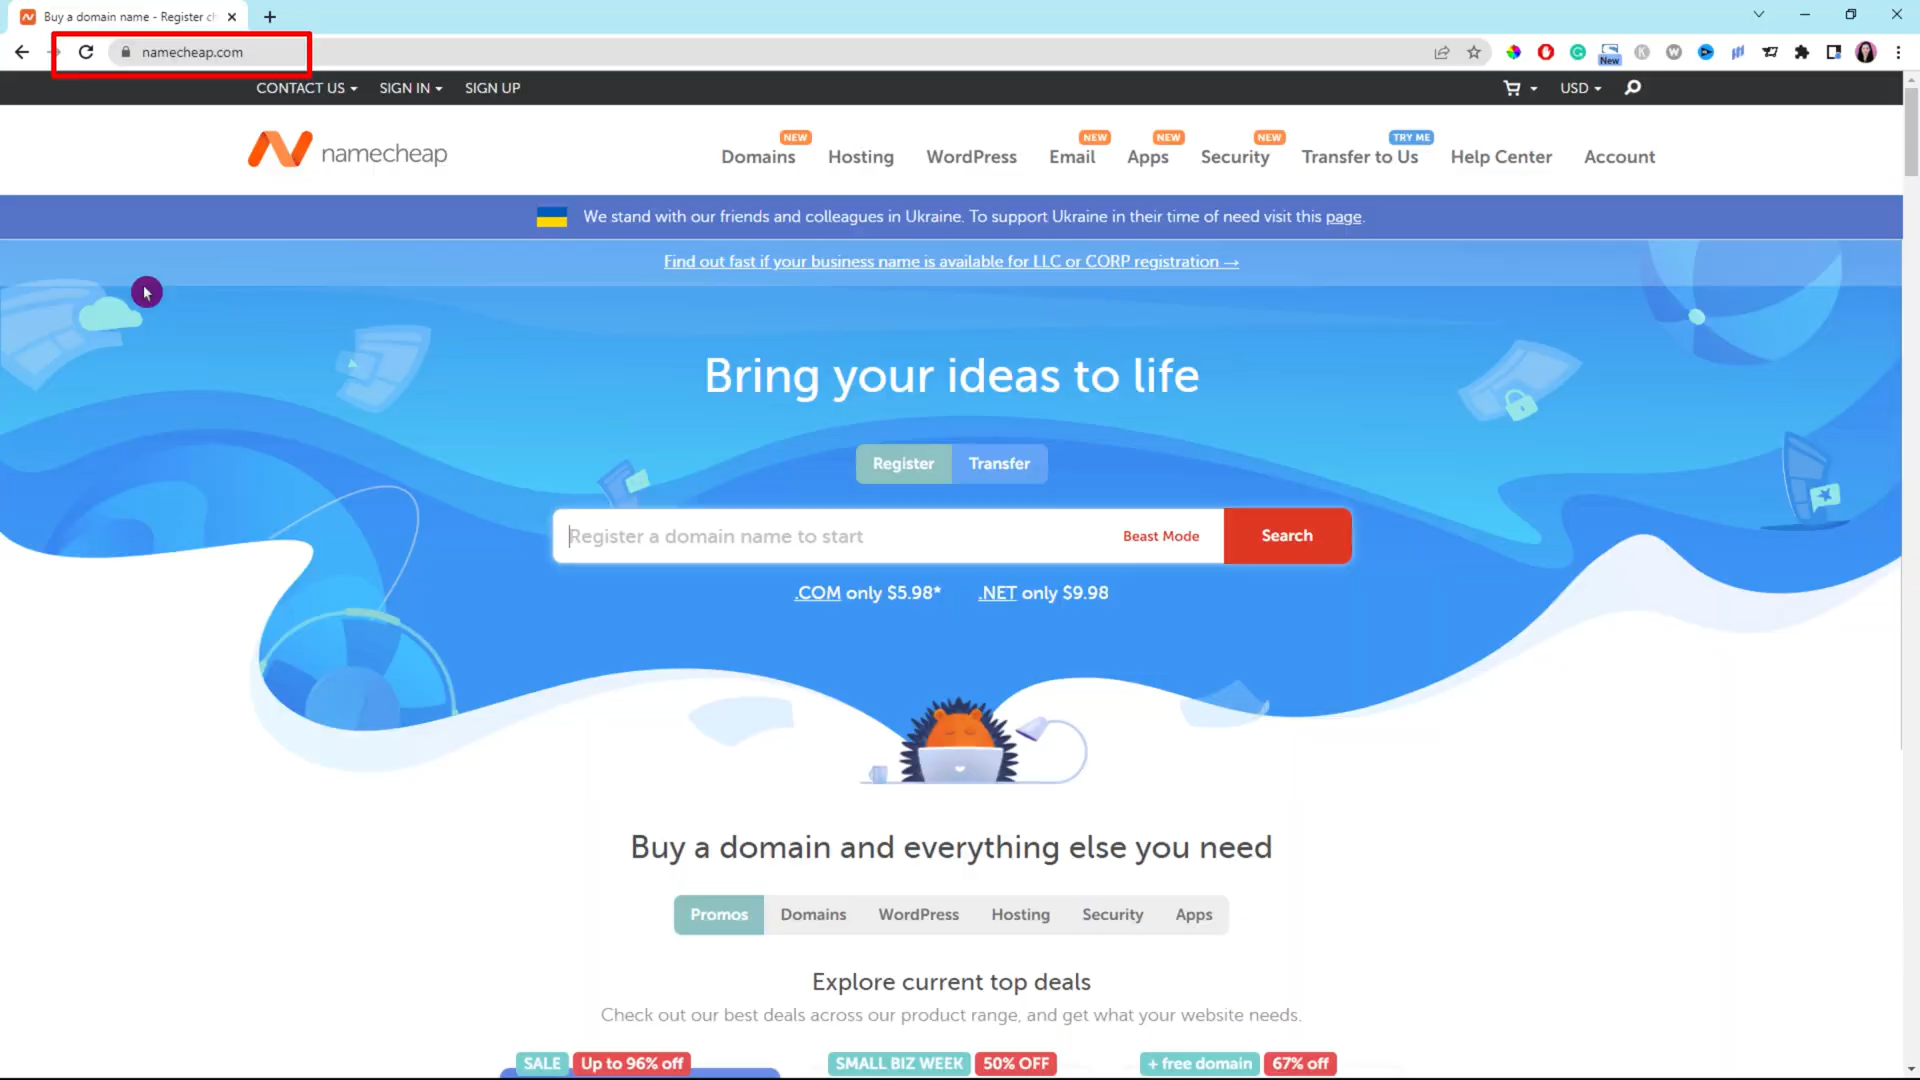 Buy a domain name - Register ch
namecheap.com
New
CONTACT US SIGN IN SIGN UP USD
namecheap
NEW NEW NEW NEW TRY ME
Domains Hosting WordPress Email Apps Security Transfer to Us Help Center Account
We stand with our friends and colleagues in Ukraine. To support Ukraine in their time of need visit this page.
Find out fast if your business name is available for LLC or CORP registration →
Bring your ideas to life
Register Transfer
Register a domain name to start Beast Mode Search
.COM only $5.98* .NET only $9.98
Buy a domain and everything else you need
Promos Domains WordPress Hosting Security Apps
Explore current top deals
Check out our best deals across our product range, and get what your website needs.
SALE Up to 96% off SMALL BIZ WEEK 50% OFF + free domain 67% off